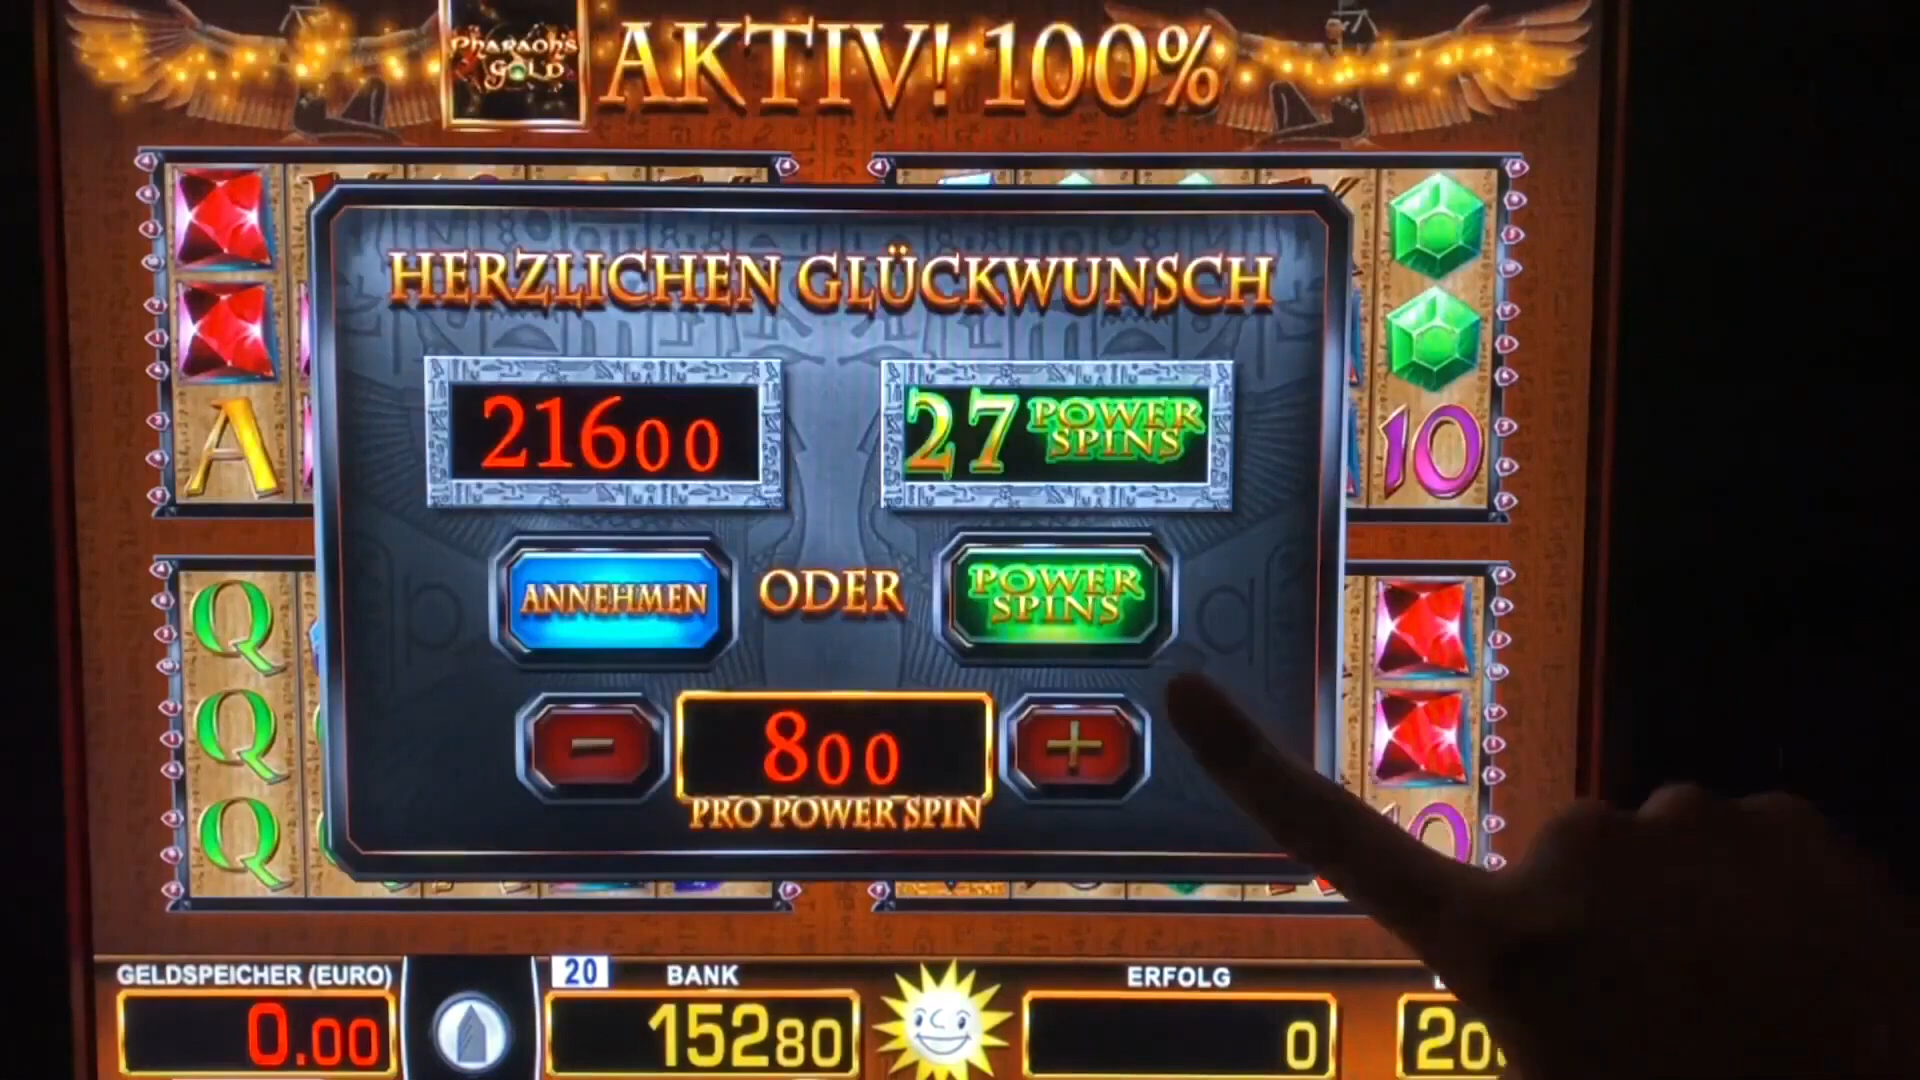 PHARAOH'S
GOLD
AKTIV! 100%
HERZLICHEN GLÜCKWUNSCH
21600
27 POWER
SPINS
ANNEHMEN
ODER
POWER
SPINS
-
800
+
PRO POWER SPIN
A
10
Q
Q
Q
10
GELDSPEICHER (EURO)
20
BANK
ERFOLG
0.00
15280
0